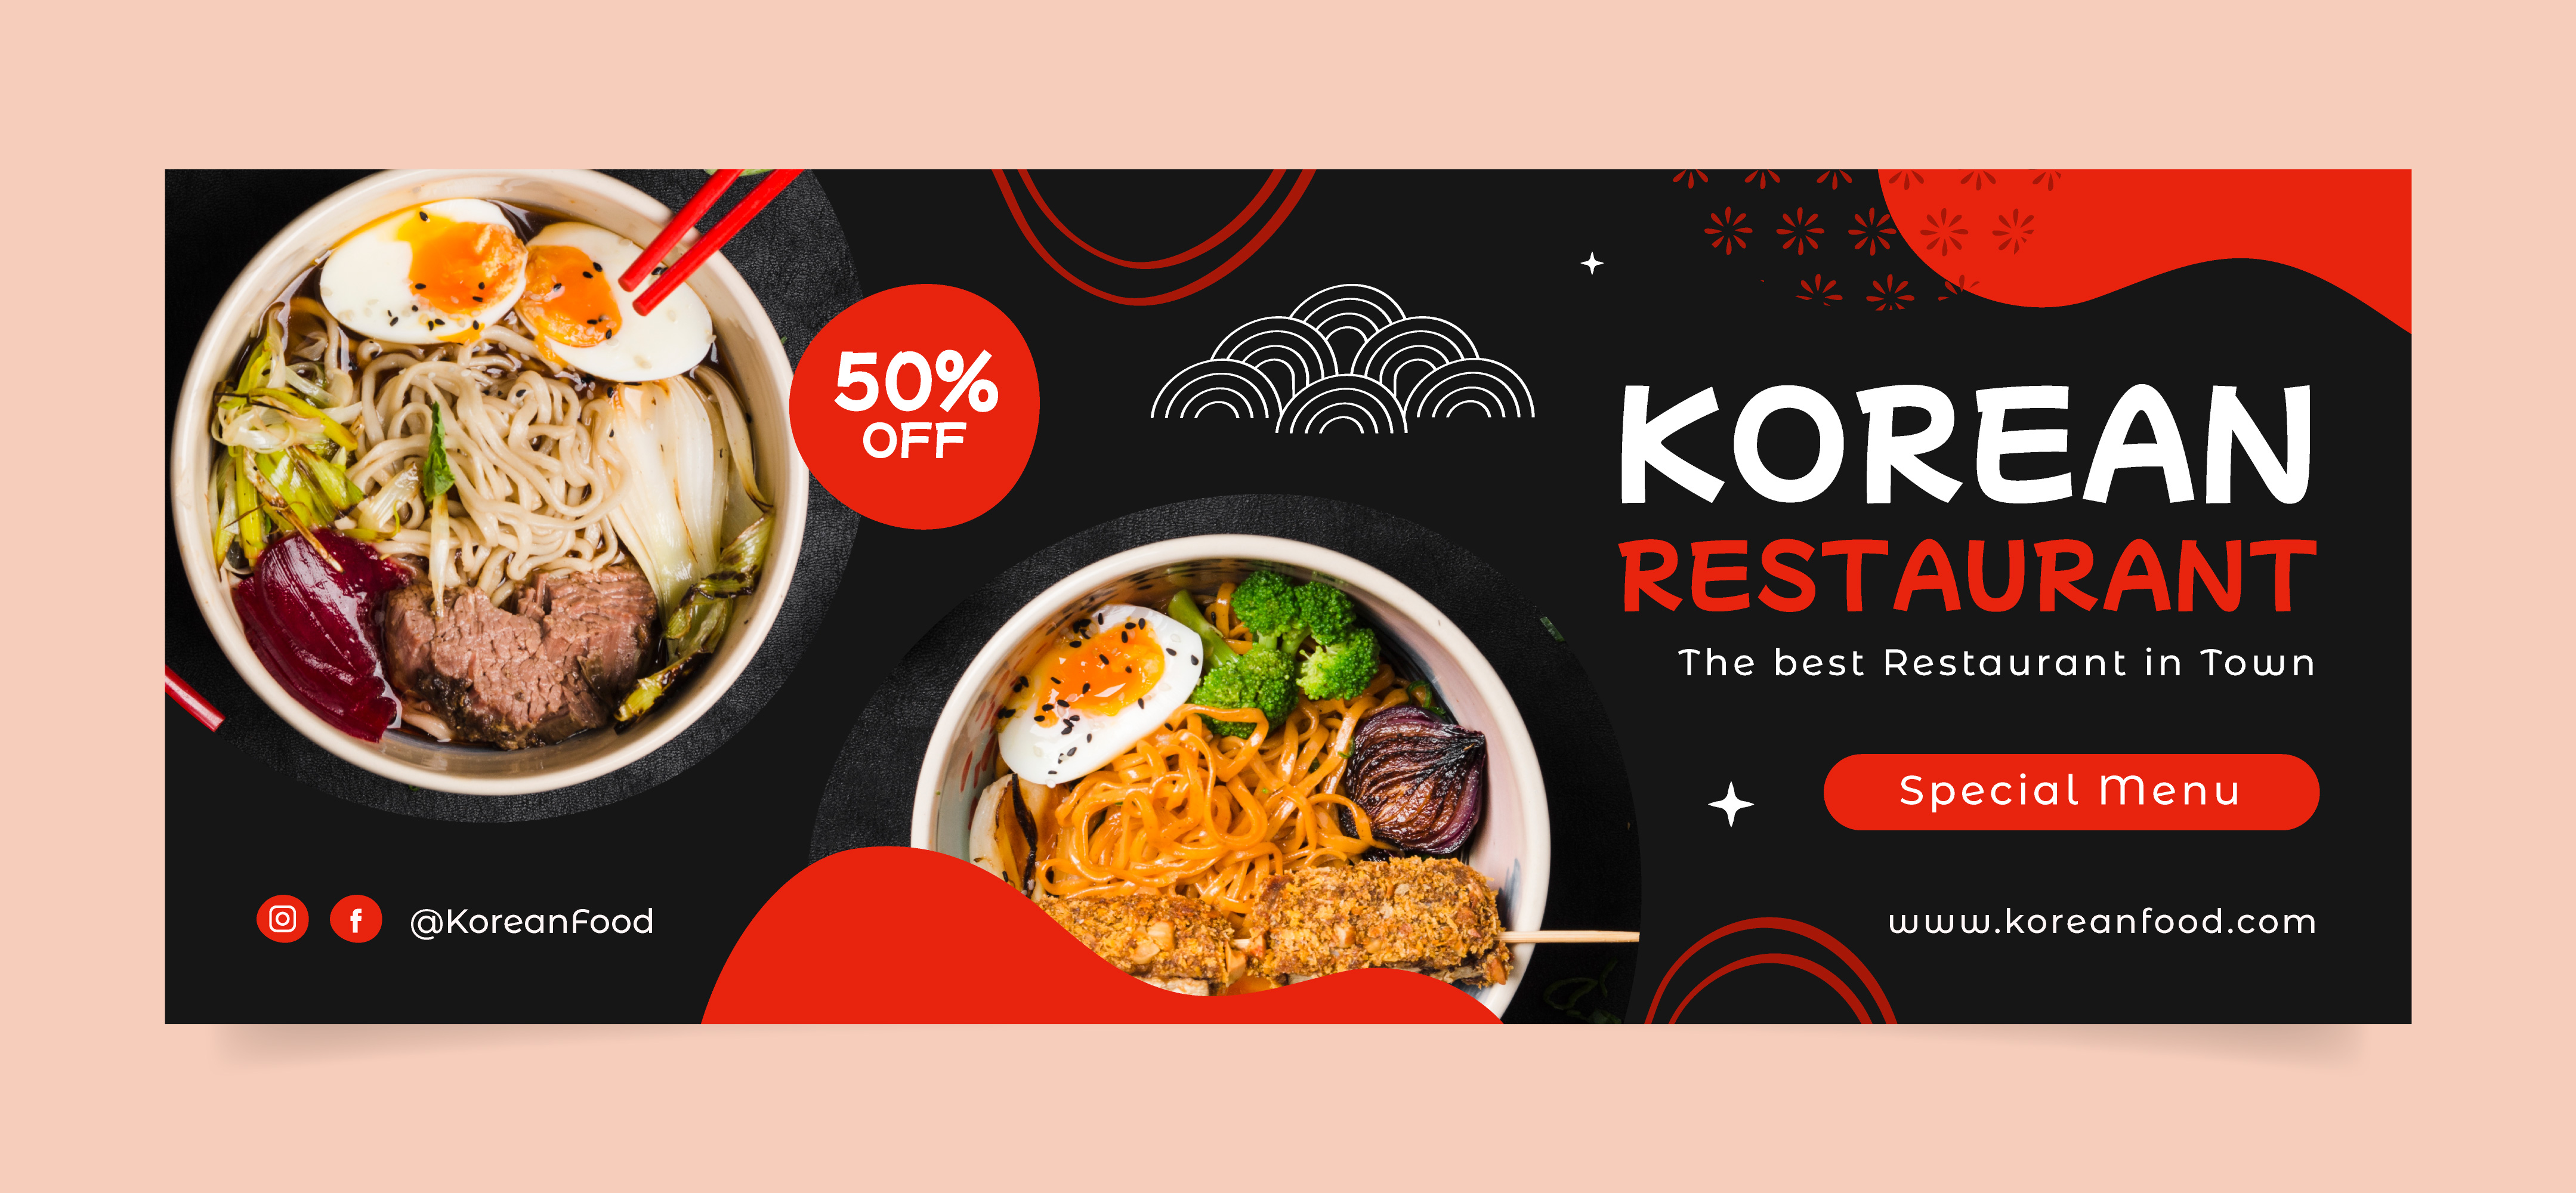 50%
OFF
KOREAN
RESTAURANT
The best Restaurant in Town
Special Menu
@KoreanFood
www.koreanfood.com